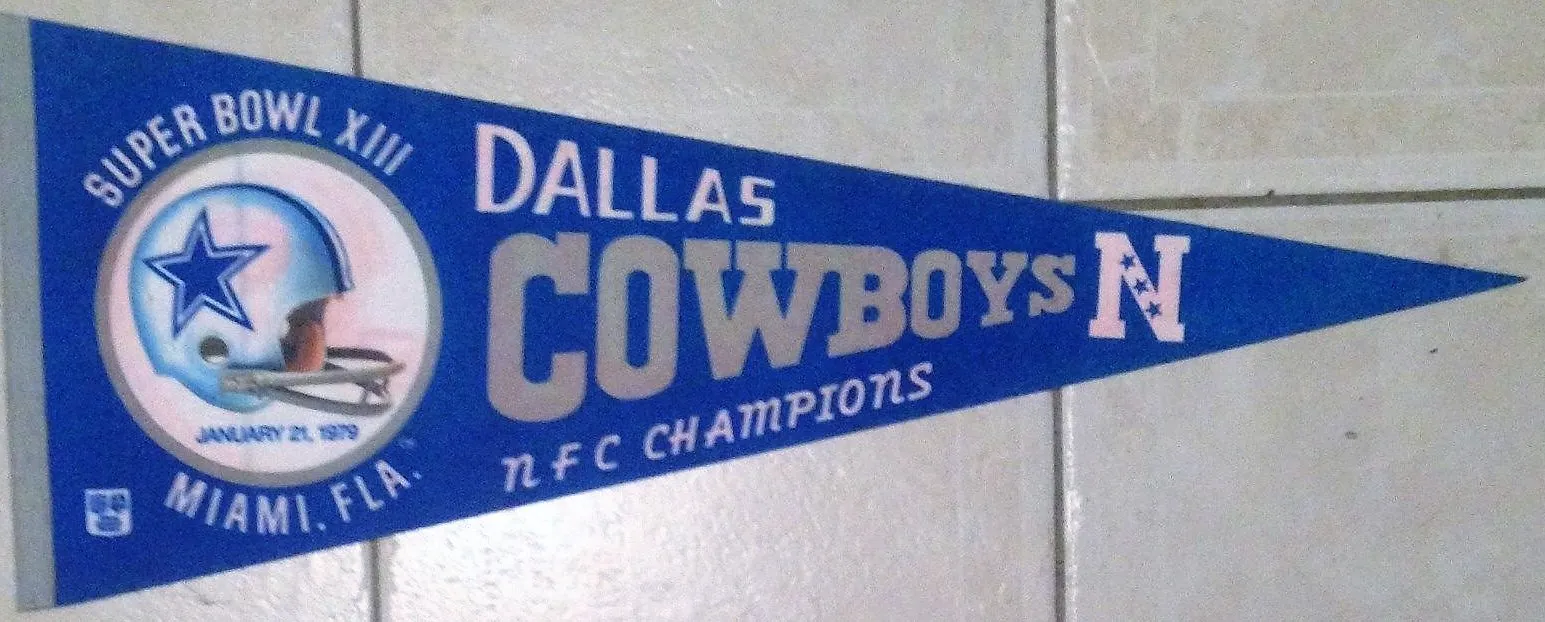 SUPER BOWL XIII
JANUARY 21, 1979
MIAMI. FLA.
DALLAS
COWBOYS N
NFC CHAMPIONS